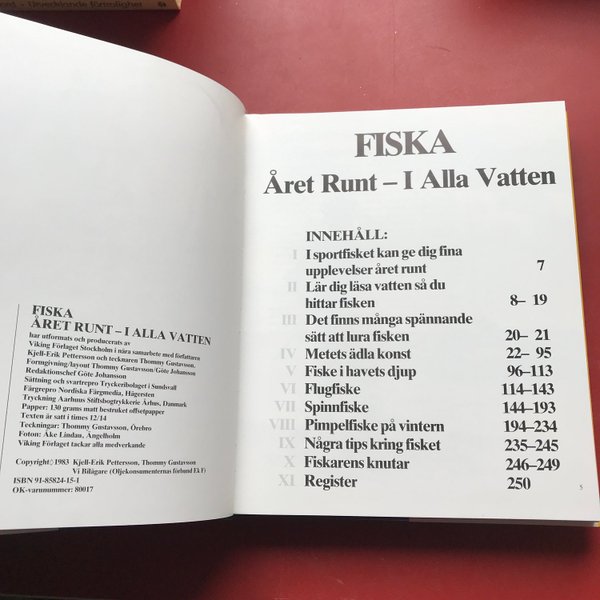 Utvecklande förtrolighet
FISKA
ÅRET RUNT – I ALLA VATTEN
har utformats och producerats av
Viking Förlaget Stockholm i nära samarbete med författaren
Kjell-Erik Pettersson och tecknaren Thommy Gustavsson.
Formgivning/layout Thommy Gustavsson/Göte Johansson
Redaktionschef Göte Johansson
Sättning och svartrepro Tryckeribolaget i Sundsvall
Färgrepro Nordiska Färgmedia, Hägersten
Tryckning Aarhuus Stiftsbogtrykkerie Århus, Danmark
Papper: 130 grams matt bestruket offsetpapper
Texten är satt i times 12/14
Teckningar: Thommy Gustavsson, Örebro
Foton: Åke Lindau, Ängelholm
Viking Förlaget tackar alla medverkande
Copyright© 1983 Kjell-Erik Pettersson, Thommy Gustavsson
Vi Bilägare (Oljekonsumenternas förbund Ek F)
ISBN 91-85824-15-1
OK-varunummer: 80017
FISKA
Året Runt – I Alla Vatten
INNEHÅLL:
I I sportfisket kan ge dig fina
upplevelser året runt 7
II Lär dig läsa vatten så du
hittar fisken 8– 19
III Det finns många spännande
sätt att lura fisken 20– 21
IV Metets ädla konst 22– 95
V Fiske i havets djup 96–113
VI Flugfiske 114–143
VII Spinnfiske 144–193
VIII Pimpelfiske på vintern 194–234
IX Några tips kring fisket 235–245
X Fiskarens knutar 246–249
XI Register 250
5